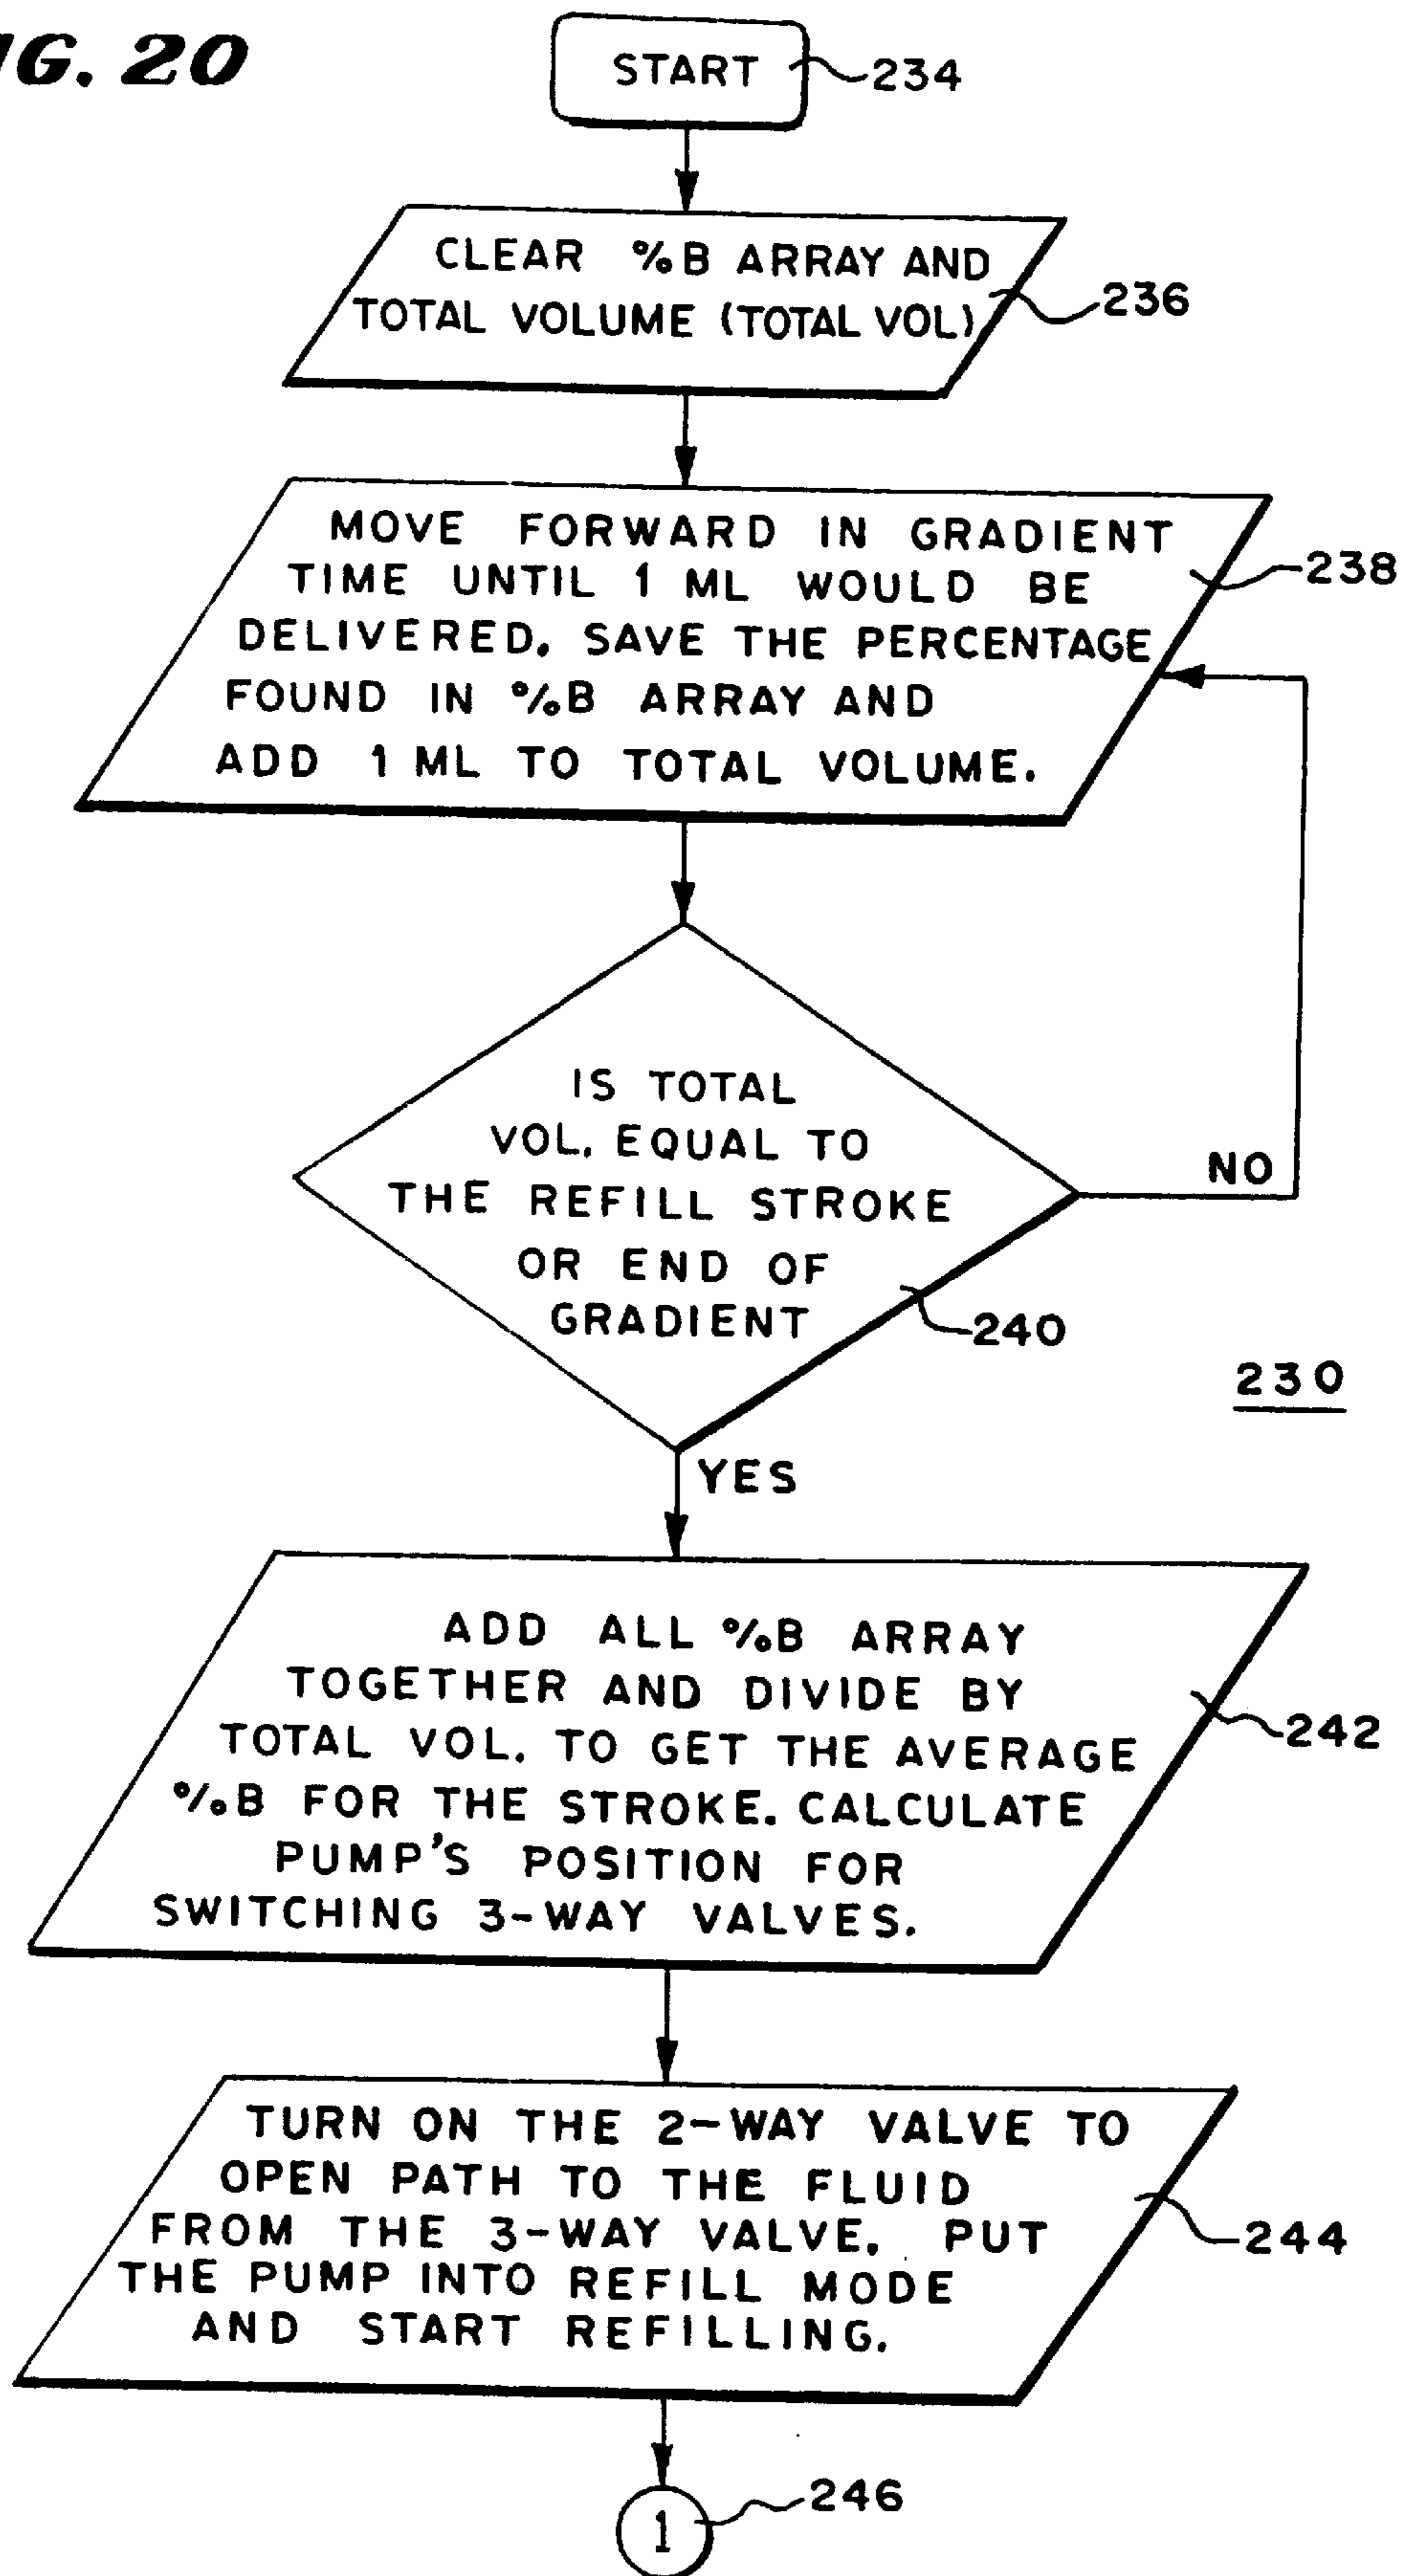 IG. 20
START
234
CLEAR %B ARRAY AND
TOTAL VOLUME (TOTAL VOL)
236
MOVE FORWARD IN GRADIENT
TIME UNTIL 1 ML WOULD BE
DELIVERED. SAVE THE PERCENTAGE
FOUND IN %B ARRAY AND
ADD 1 ML TO TOTAL VOLUME.
238
IS TOTAL
VOL. EQUAL TO
THE REFILL STROKE
OR END OF
GRADIENT
NO
240
230
YES
ADD ALL %B ARRAY
TOGETHER AND DIVIDE BY
TOTAL VOL. TO GET THE AVERAGE
%B FOR THE STROKE. CALCULATE
PUMP'S POSITION FOR
SWITCHING 3-WAY VALVES.
242
TURN ON THE 2-WAY VALVE TO
OPEN PATH TO THE FLUID
FROM THE 3-WAY VALVE. PUT
THE PUMP INTO REFILL MODE
AND START REFILLING.
244
1
246